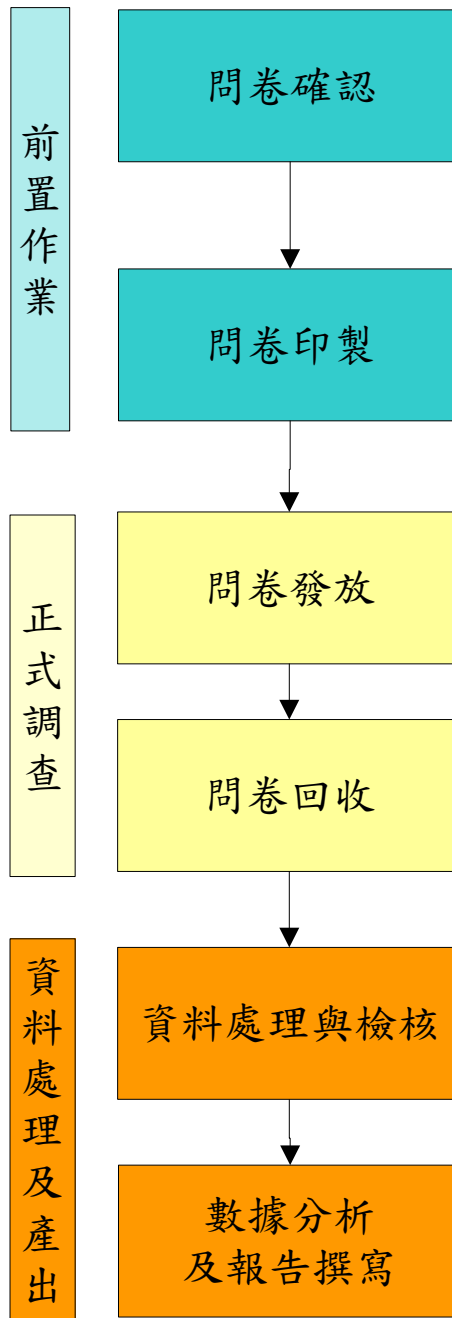 前置作業
問卷確認
問卷印製
正式調查
問卷發放
問卷回收
資料處理及產出
資料處理與檢核
數據分析
及報告撰寫